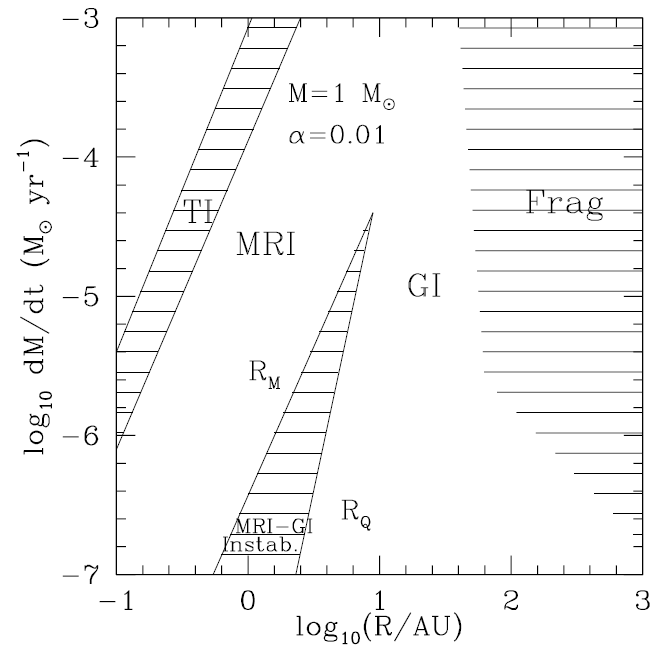 -3
-4
-5
-6
-7
log₁₀ dM/dt (M⊙ yr⁻¹)
M=1 M⊙
α=0.01
TI
MRI
Frag
GI
R_M
R_Q
MRI-GI
Instab.
-1
0
1
2
3
log₁₀(R/AU)